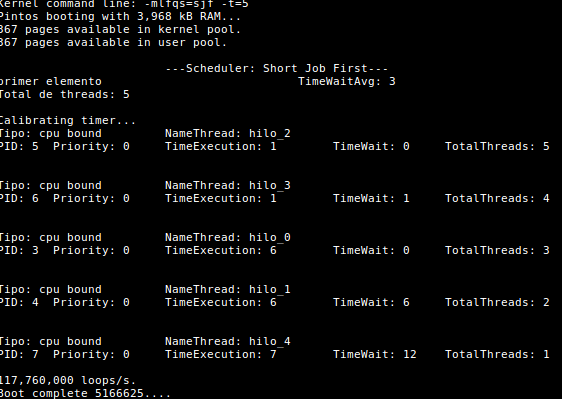 Kernel command line: -mlfqs=sjf -t=5
Pintos booting with 3,968 kB RAM...
367 pages available in kernel pool.
367 pages available in user pool.
---Scheduler: Short Job First---
primer elemento TimeWaitAvg: 3
Total de threads: 5
Calibrating timer...
Tipo: cpu bound NameThread: hilo_2
PID: 5 Priority: 0 TimeExecution: 1 TimeWait: 0 TotalThreads: 5
Tipo: cpu bound NameThread: hilo_3
PID: 6 Priority: 0 TimeExecution: 1 TimeWait: 1 TotalThreads: 4
Tipo: cpu bound NameThread: hilo_0
PID: 3 Priority: 0 TimeExecution: 6 TimeWait: 0 TotalThreads: 3
Tipo: cpu bound NameThread: hilo_1
PID: 4 Priority: 0 TimeExecution: 6 TimeWait: 6 TotalThreads: 2
Tipo: cpu bound NameThread: hilo_4
PID: 7 Priority: 0 TimeExecution: 7 TimeWait: 12 TotalThreads: 1
117,760,000 loops/s.
Boot complete 5166625....